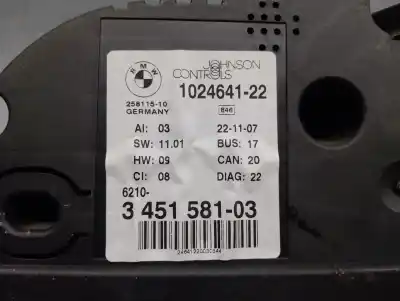 BMW
JOHNSON
CONTROLS
1024641-22
258115-10
GERMANY
E46
AI: 03 22-11-07
SW: 11.01 BUS: 17
HW: 09 CAN: 20
CI: 08 DIAG: 22
6210-
3 451 581-03